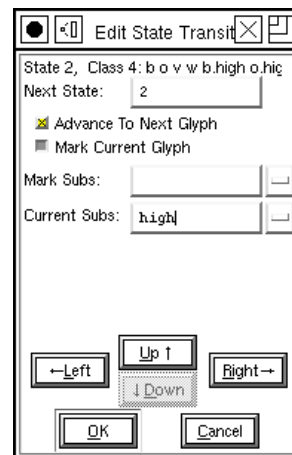 Edit State Transit
State 2, Class 4: b o v w b.high o.hig
Next State: 2
Advance To Next Glyph
Mark Current Glyph
Mark Subs:
Current Subs: high
Up ↑
←Left Right→
↓ Down
OK Cancel